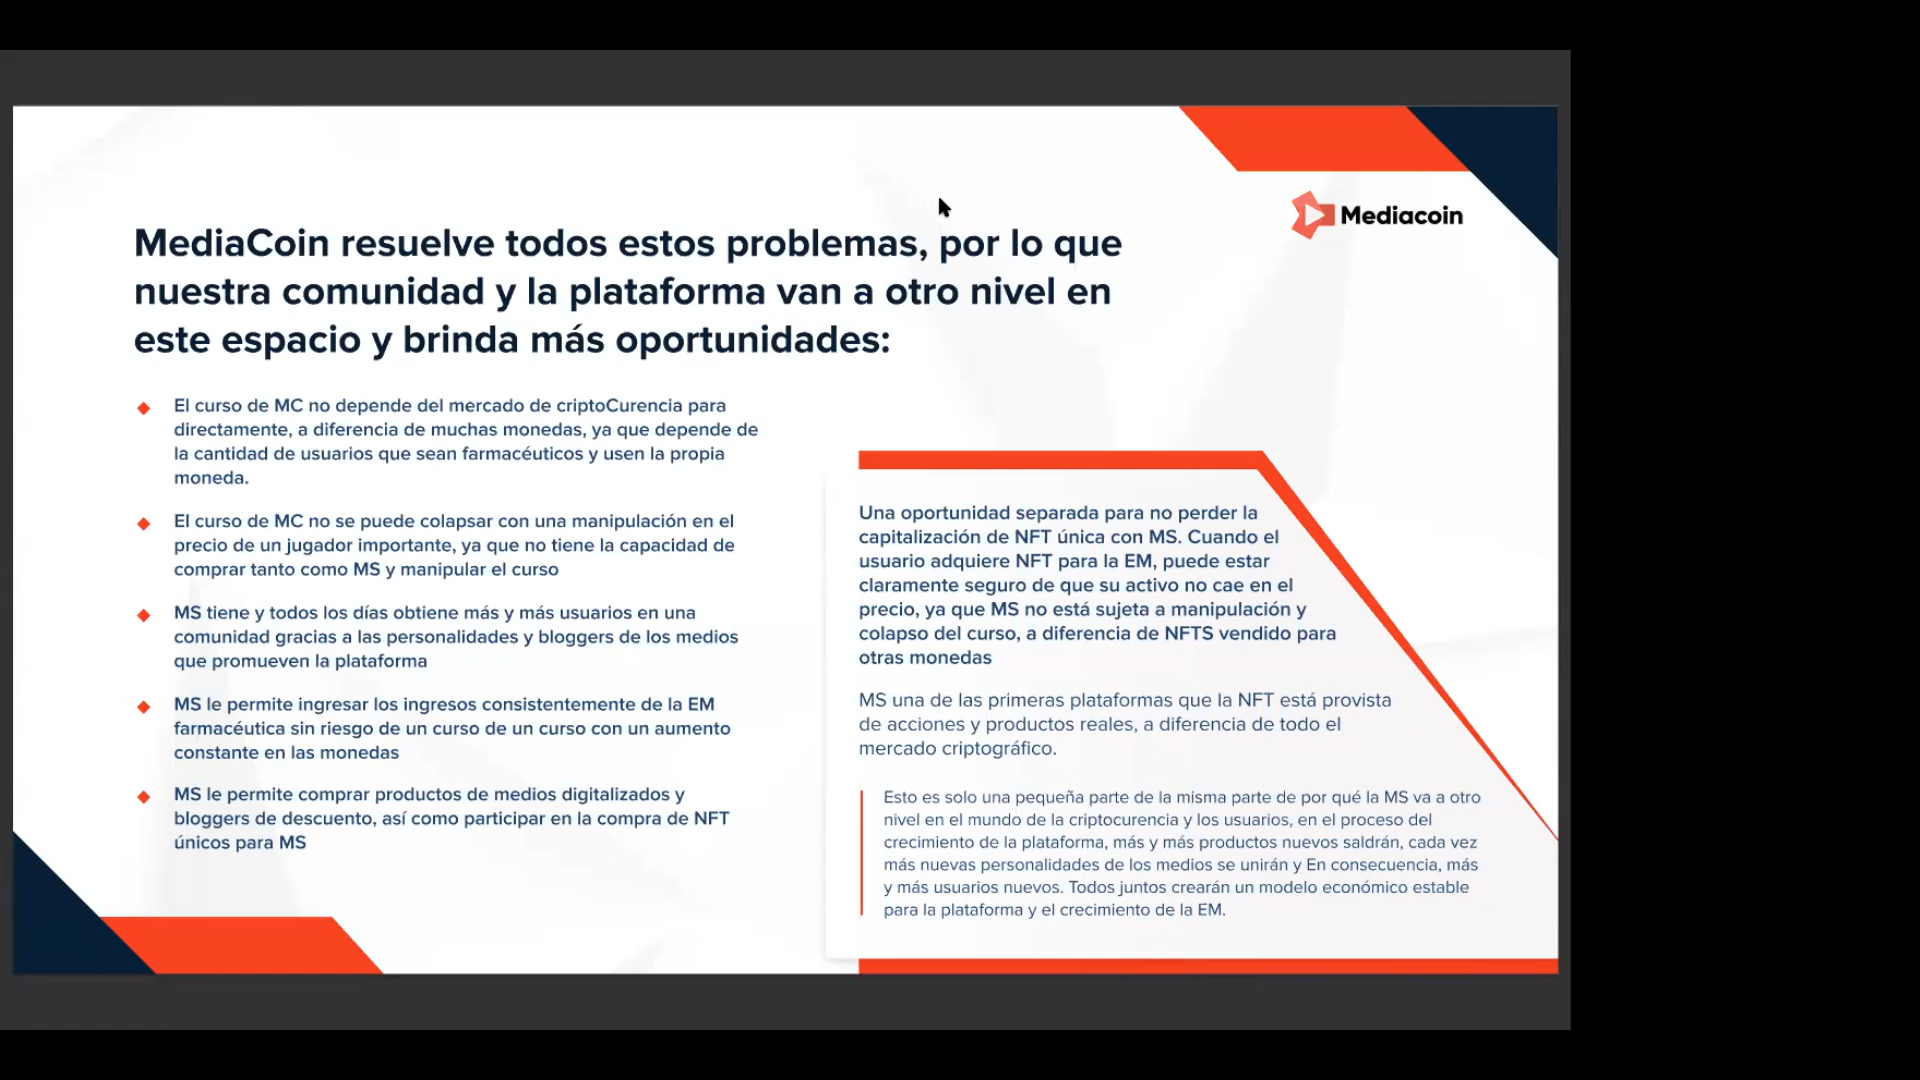 Mediacoin
MediaCoin resuelve todos estos problemas, por lo que
nuestra comunidad y la plataforma van a otro nivel en
este espacio y brinda más oportunidades:
El curso de MC no depende del mercado de criptoCurencia para
directamente, a diferencia de muchas monedas, ya que depende de
la cantidad de usuarios que sean farmacéuticos y usen la propia
moneda.
El curso de MC no se puede colapsar con una manipulación en el
precio de un jugador importante, ya que no tiene la capacidad de
comprar tanto como MS y manipular el curso
MS tiene y todos los días obtiene más y más usuarios en una
comunidad gracias a las personalidades y bloggers de los medios
que promueven la plataforma
MS le permite ingresar los ingresos consistentemente de la EM
farmacéutica sin riesgo de un curso de un curso con un aumento
constante en las monedas
MS le permite comprar productos de medios digitalizados y
bloggers de descuento, así como participar en la compra de NFT
únicos para MS
Una oportunidad separada para no perder la
capitalización de NFT única con MS. Cuando el
usuario adquiere NFT para la EM, puede estar
claramente seguro de que su activo no cae en el
precio, ya que MS no está sujeta a manipulación y
colapso del curso, a diferencia de NFTS vendido para
otras monedas
MS una de las primeras plataformas que la NFT está provista
de acciones y productos reales, a diferencia de todo el
mercado criptográfico.
Esto es solo una pequeña parte de la misma parte de por qué la MS va a otro
nivel en el mundo de la criptocurencia y los usuarios, en el proceso del
crecimiento de la plataforma, más y más productos nuevos saldrán, cada vez
más nuevas personalidades de los medios se unirán y En consecuencia, más
y más usuarios nuevos. Todos juntos crearán un modelo económico estable
para la plataforma y el crecimiento de la EM.